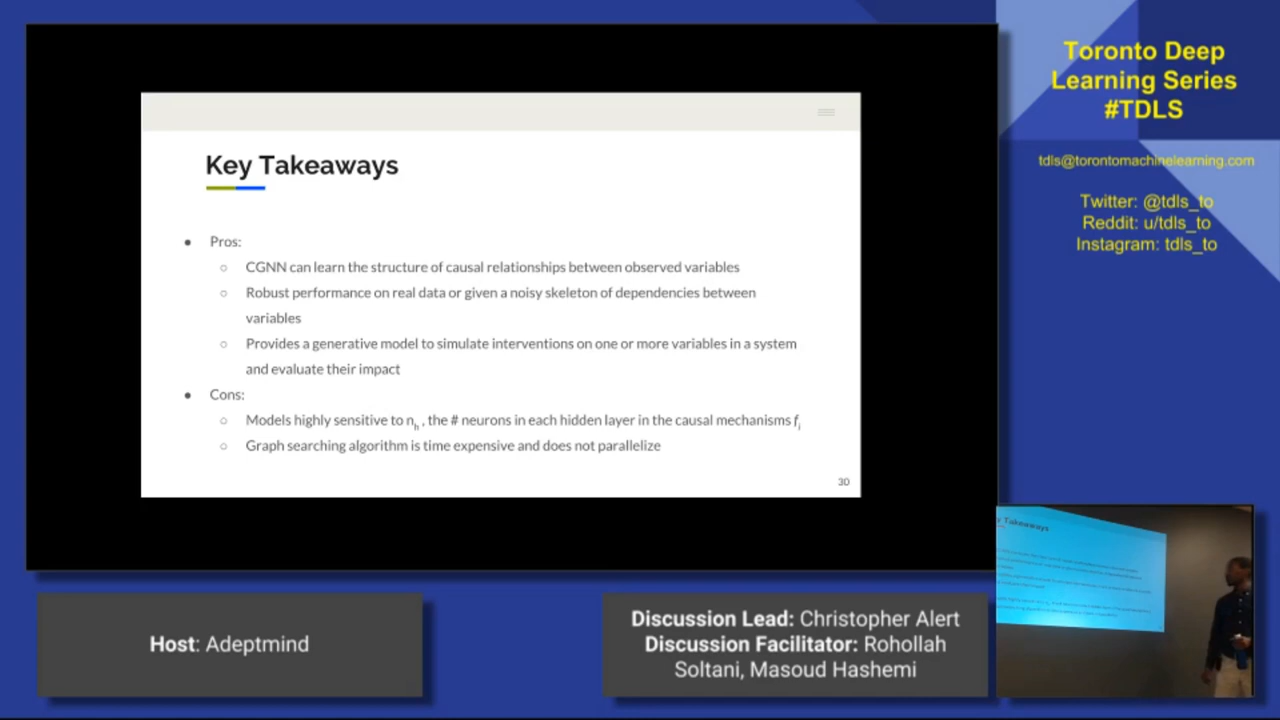 Key Takeaways
● Pros:
○ CGNN can learn the structure of causal relationships between observed variables
○ Robust performance on real data or given a noisy skeleton of dependencies between
variables
○ Provides a generative model to simulate interventions on one or more variables in a system
and evaluate their impact
● Cons:
○ Models highly sensitive to n_h , the # neurons in each hidden layer in the causal mechanisms f_i
○ Graph searching algorithm is time expensive and does not parallelize
30
Toronto Deep
Learning Series
#TDLS
tdls@torontomachinelearning.com
Twitter: @tdls_to
Reddit: u/tdls_to
Instagram: tdls_to
Takeaways
Host: Adeptmind
Discussion Lead: Christopher Alert
Discussion Facilitator: Rohollah
Soltani, Masoud Hashemi